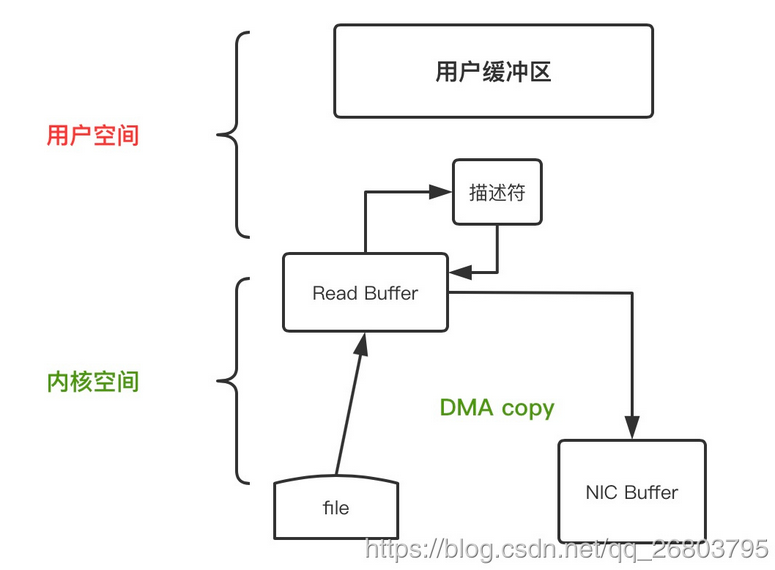 用户缓冲区
用户空间
描述符
Read Buffer
内核空间
DMA copy
NIC Buffer
file
https://blog.csdn.net/qq_26803795